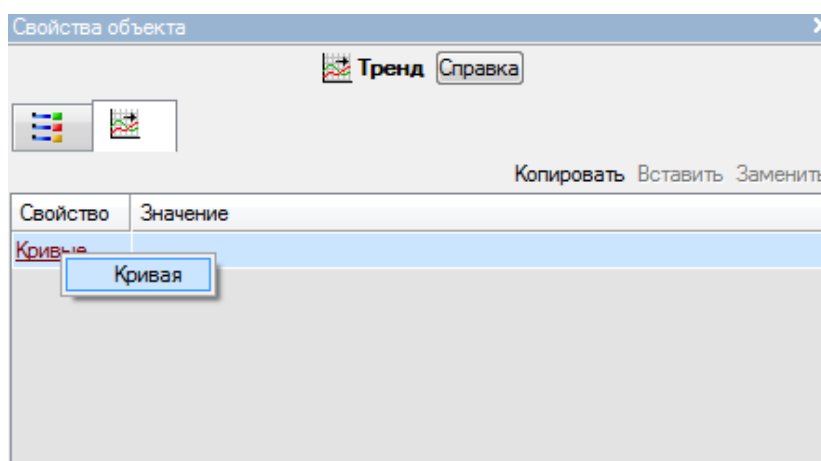 Свойства объекта
Тренд Справка
Копировать Вставить Заменить
Свойство Значение
Кривые
Кривая